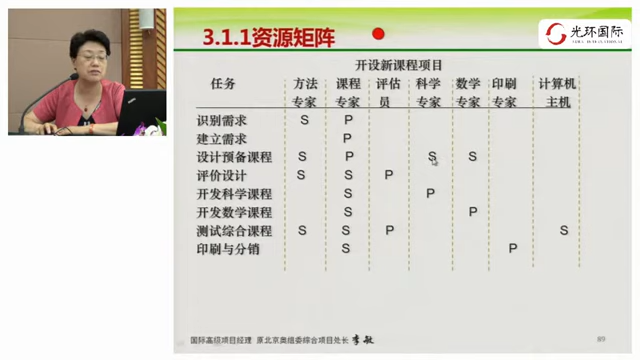 3.1.1资源矩阵
光环国际
开设新课程项目
任务 方法专家 课程专家 评估员 科学专家 数学专家 印刷专家 计算机主机
识别需求 S P
建立需求 P
设计预备课程 S P S S
评价设计 S S P
开发科学课程 S P
开发数学课程 S P
测试综合课程 S S P S
印刷与分销 S P
国际高级项目经理 原北京奥组委综合项目处长 李敏
89